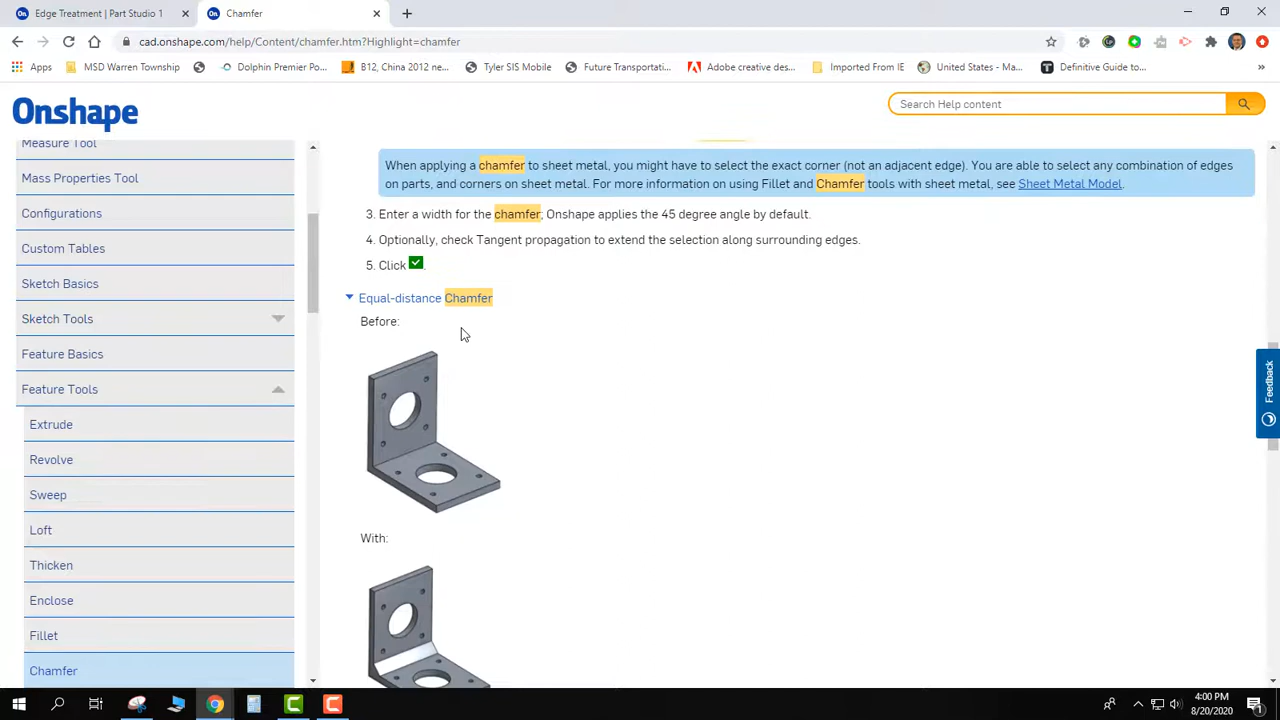 Edge Treatment | Part Studio 1
Chamfer
cad.onshape.com/help/Content/chamfer.htm?Highlight=chamfer
Apps
MSD Warren Township
Dolphin Premier Po...
B12, China 2012 ne...
Tyler SIS Mobile
Future Transportati...
Adobe creative des...
Imported From IE
United States - Ma...
Definitive Guide to...
»
Onshape
Search Help content
Measure Tool
Mass Properties Tool
Configurations
Custom Tables
Sketch Basics
Sketch Tools
Feature Basics
Feature Tools
Extrude
Revolve
Sweep
Loft
Thicken
Enclose
Fillet
Chamfer
When applying a chamfer to sheet metal, you might have to select the exact corner (not an adjacent edge). You are able to select any combination of edges
on parts, and corners on sheet metal. For more information on using Fillet and Chamfer tools with sheet metal, see Sheet Metal Model.
3. Enter a width for the chamfer; Onshape applies the 45 degree angle by default.
4. Optionally, check Tangent propagation to extend the selection along surrounding edges.
5. Click .
Equal-distance Chamfer
Before:
With:
Feedback
4:00 PM
8/20/2020
1